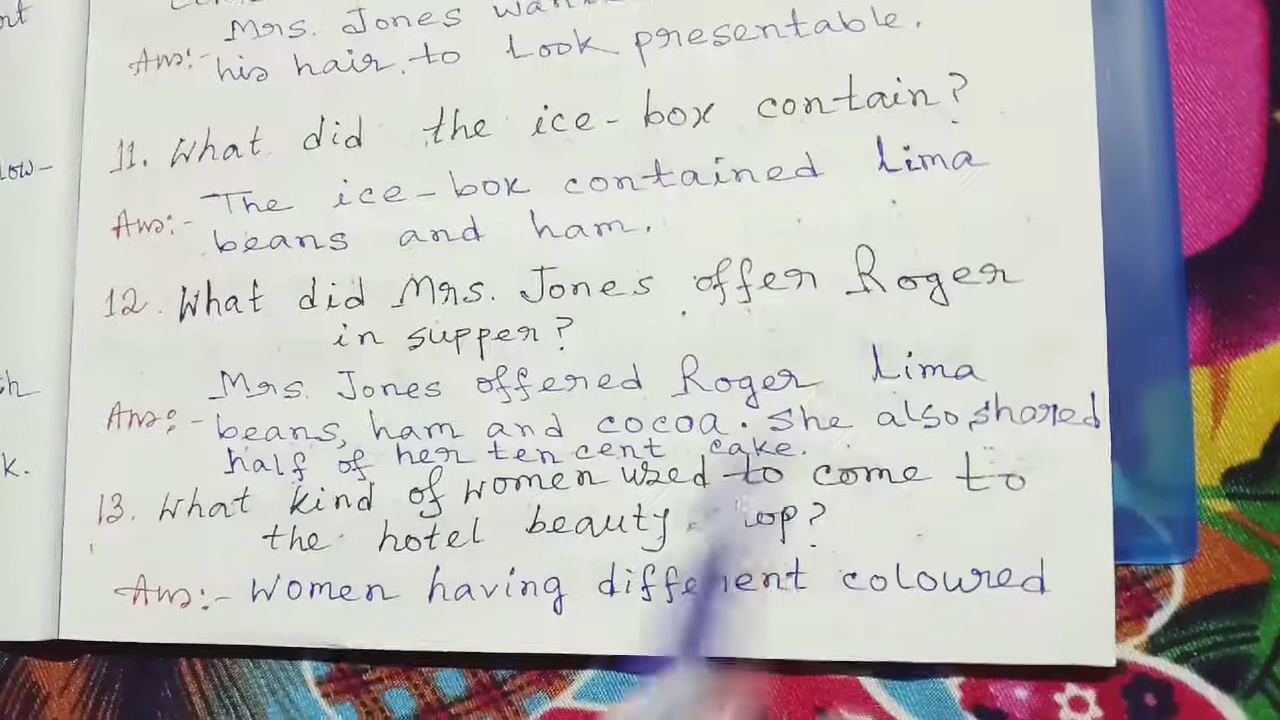 Mrs. Jones
Ans:- his hair. to Look presentable.
11. What did the ice-box contain?
Ans:- The ice-box contained Lima
beans and ham.
12. What did Mrs. Jones offer Roger
in supper?
Ans:- Mrs. Jones offered Roger Lima
beans, ham and cocoa. She also shared
half of her ten cent cake.
13. What kind of women used to come to
the hotel beauty
Ans:- Women having different coloured